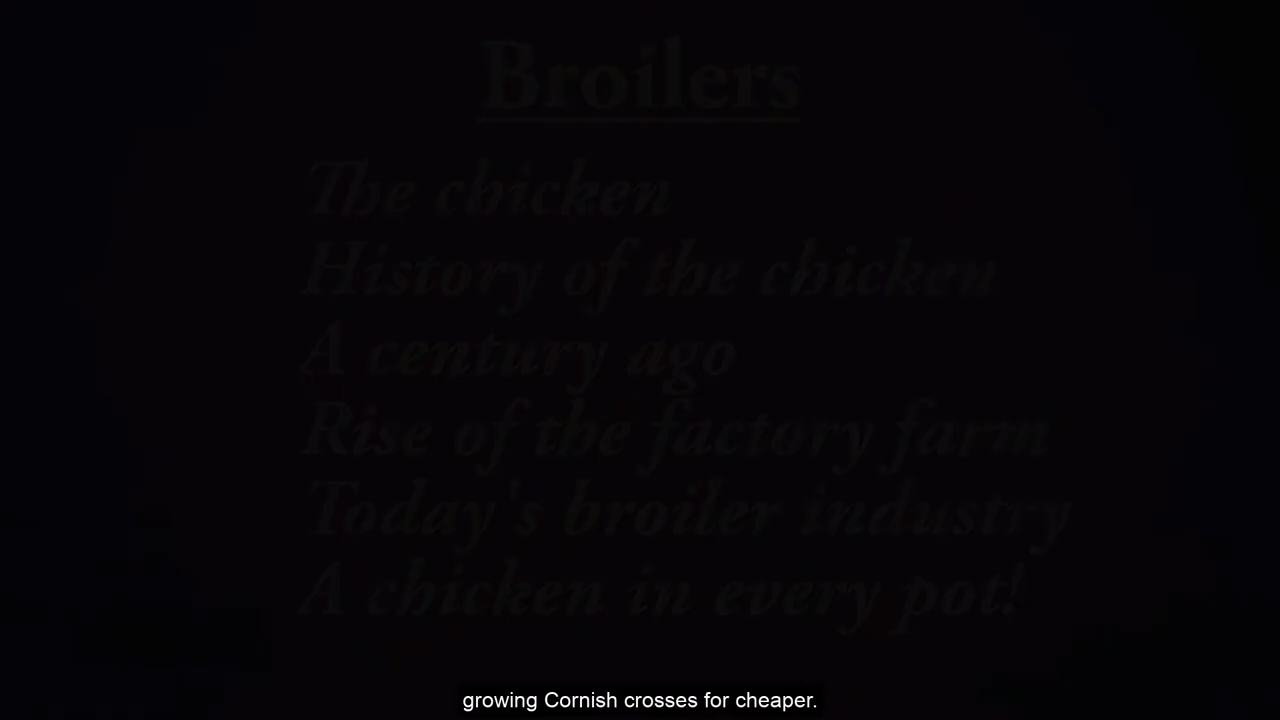 Broilers
The chicken
History of the chicken
A century ago
Rise of the factory farm
Today's broiler industry
A chicken in every pot!
growing Cornish crosses for cheaper.